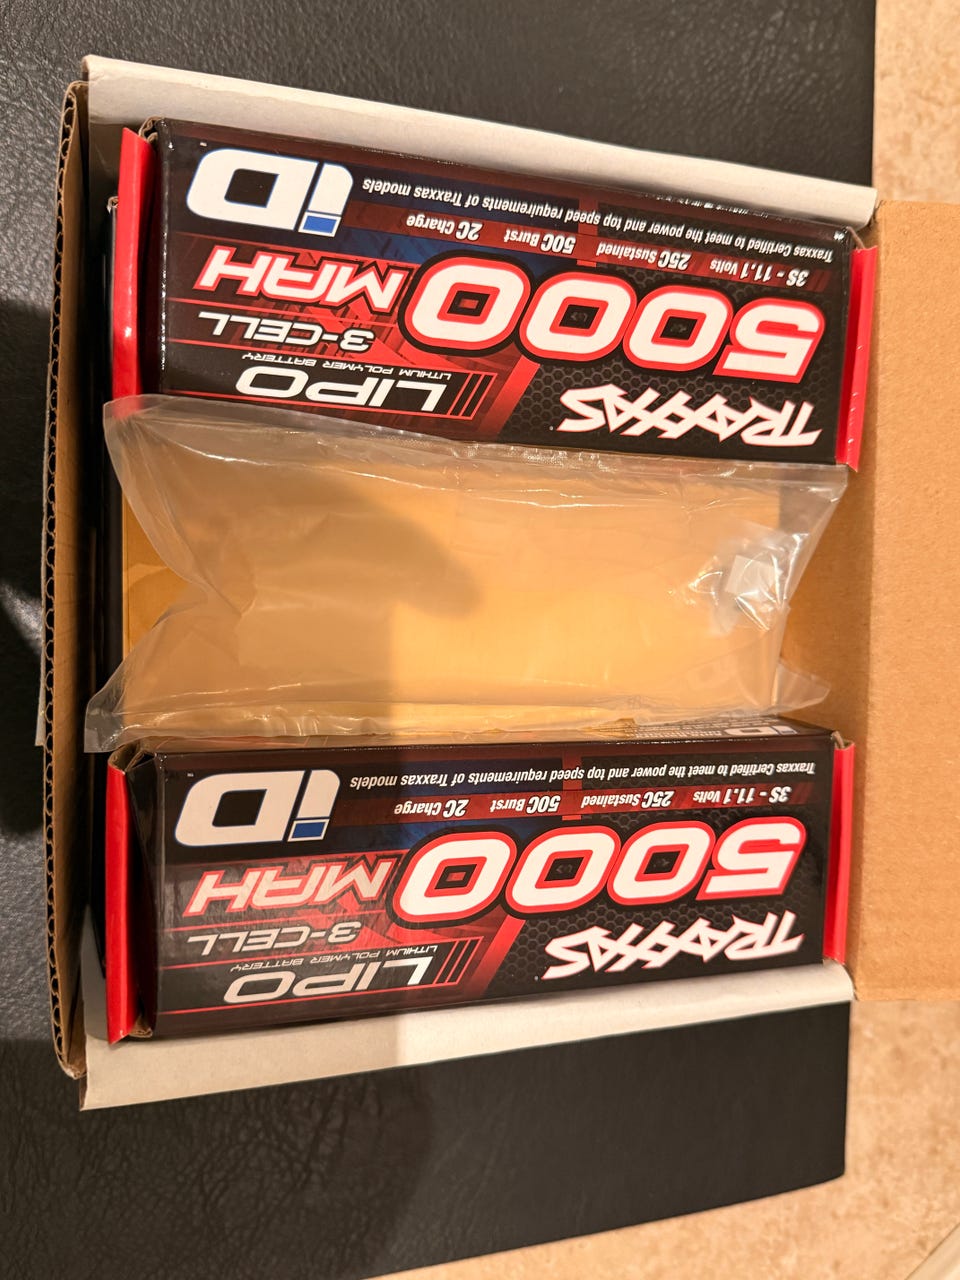 TRAXXAS
LIPO
LITHIUM POLYMER BATTERY
3-CELL
5000 MAH
3S - 11.1 Volts 25C Sustained 50C Burst 2C Charge
Traxxas Certified to meet the power and top speed requirements of Traxxas models
iD
TRAXXAS
LIPO
LITHIUM POLYMER BATTERY
3-CELL
5000 MAH
3S - 11.1 Volts 25C Sustained 50C Burst 2C Charge
Traxxas Certified to meet the power and top speed requirements of Traxxas models
iD